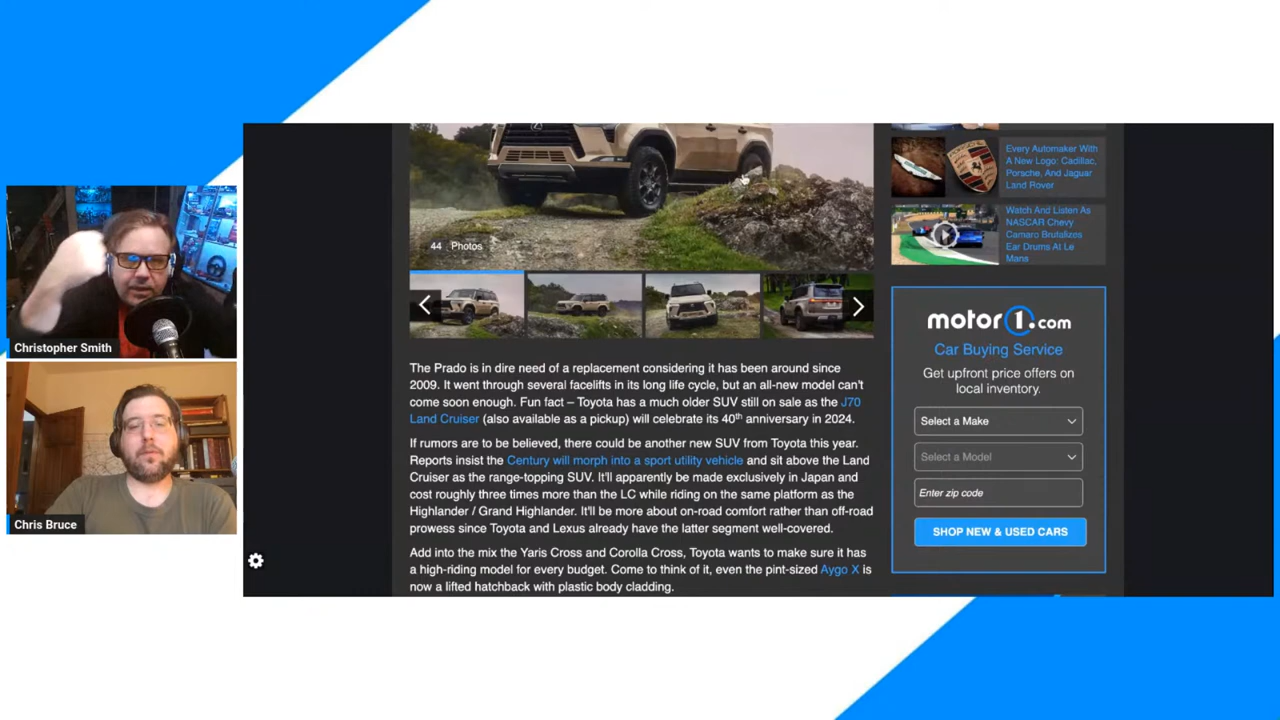 Christopher Smith
Chris Bruce
44 Photos
The Prado is in dire need of a replacement considering it has been around since
2009. It went through several facelifts in its long life cycle, but an all-new model can't
come soon enough. Fun fact – Toyota has a much older SUV still on sale as the J70
Land Cruiser (also available as a pickup) will celebrate its 40th anniversary in 2024.
If rumors are to be believed, there could be another new SUV from Toyota this year.
Reports insist the Century will morph into a sport utility vehicle and sit above the Land
Cruiser as the range-topping SUV. It'll apparently be made exclusively in Japan and
cost roughly three times more than the LC while riding on the same platform as the
Highlander / Grand Highlander. It'll be more about on-road comfort rather than off-road
prowess since Toyota and Lexus already have the latter segment well-covered.
Add into the mix the Yaris Cross and Corolla Cross, Toyota wants to make sure it has
a high-riding model for every budget. Come to think of it, even the pint-sized Aygo X is
now a lifted hatchback with plastic body cladding.
Every Automaker With
A New Logo: Cadillac,
Porsche, And Jaguar
Land Rover
Watch And Listen As
NASCAR Chevy
Camaro Brutalizes
Ear Drums At Le
Mans
motor1.com
Car Buying Service
Get upfront price offers on
local inventory.
Select a Make
Select a Model
Enter zip code
SHOP NEW & USED CARS